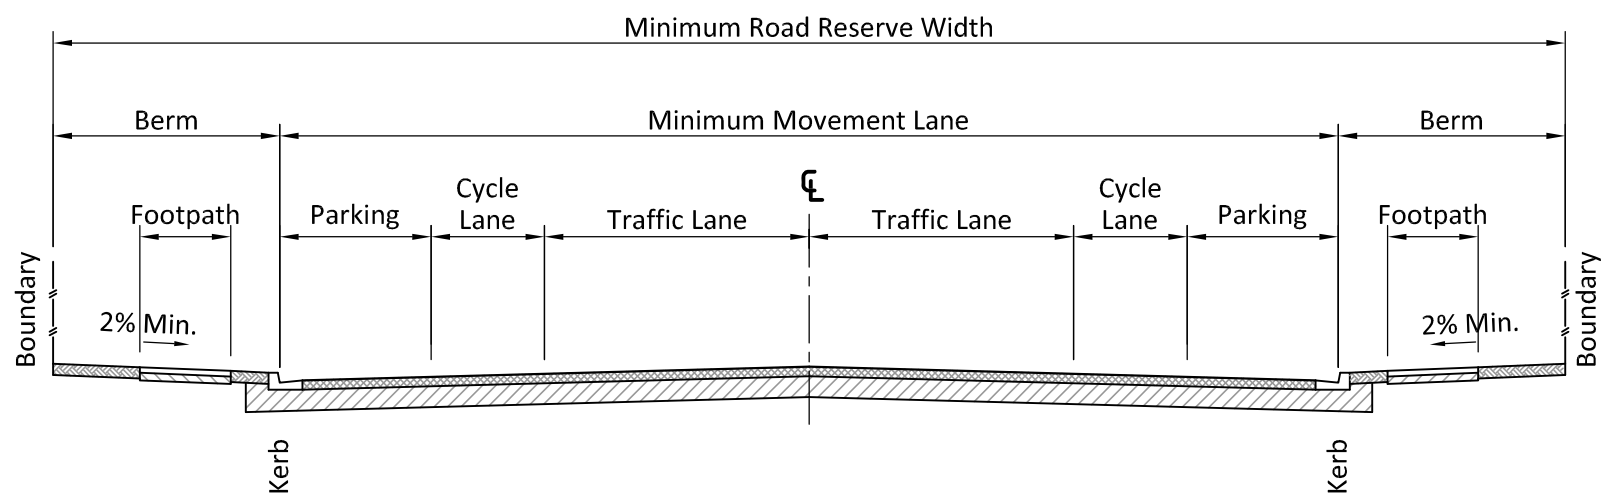 Minimum Road Reserve Width
Berm
Minimum Movement Lane
Berm
Footpath
Parking
Cycle
Lane
Traffic Lane
℄
Traffic Lane
Cycle
Lane
Parking
Footpath
Boundary
2% Min.
2% Min.
Boundary
Kerb
Kerb